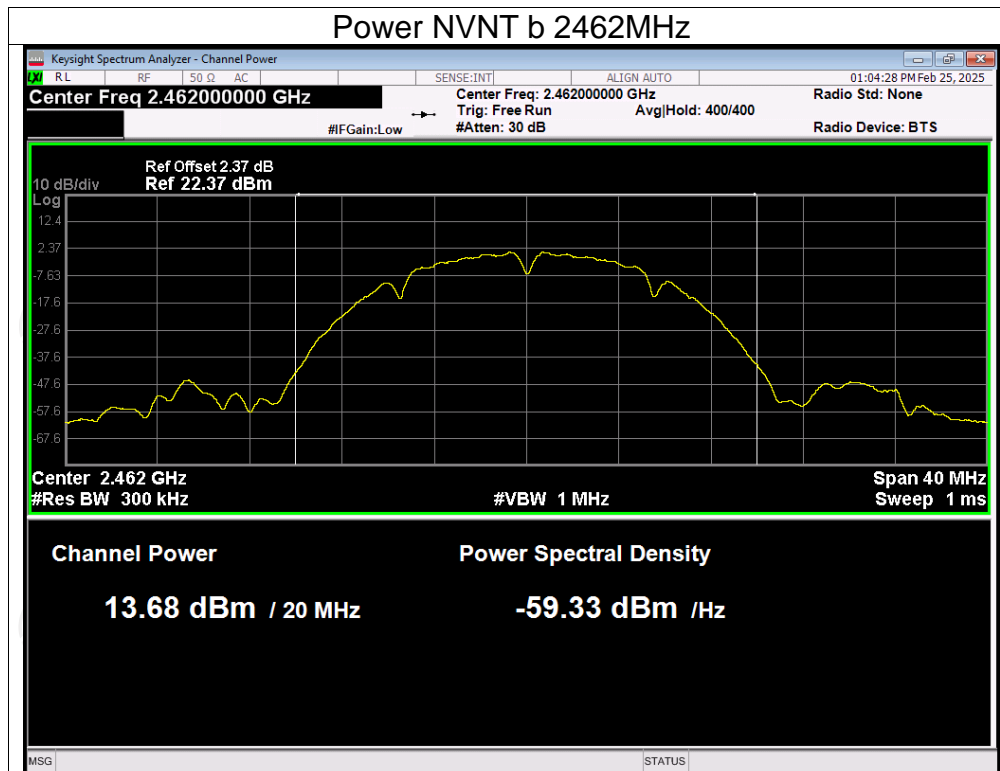 Power NVNT b 2462MHz
Keysight Spectrum Analyzer - Channel Power
LXI RL RF 50 Ω AC SENSE:INT ALIGN AUTO 01:04:28 PM Feb 25, 2025
Center Freq 2.462000000 GHz Center Freq: 2.462000000 GHz Radio Std: None
Trig: Free Run Avg|Hold: 400/400
#IFGain:Low #Atten: 30 dB Radio Device: BTS
Ref Offset 2.37 dB
10 dB/div Ref 22.37 dBm
Log
12.4
2.37
-7.63
-17.6
-27.6
-37.6
-47.6
-57.6
-67.6
Center 2.462 GHz Span 40 MHz
#Res BW 300 kHz #VBW 1 MHz Sweep 1 ms
Channel Power Power Spectral Density
13.68 dBm / 20 MHz -59.33 dBm /Hz
MSG STATUS